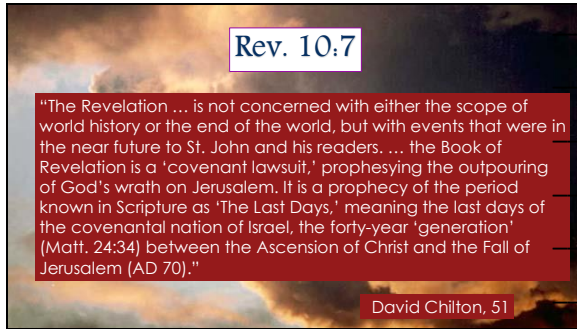 Rev. 10:7
“The Revelation … is not concerned with either the scope of
world history or the end of the world, but with events that were in
the near future to St. John and his readers. … the Book of
Revelation is a ‘covenant lawsuit,’ prophesying the outpouring
of God’s wrath on Jerusalem. It is a prophecy of the period
known in Scripture as ‘The Last Days,’ meaning the last days of
the covenantal nation of Israel, the forty-year ‘generation’
(Matt. 24:34) between the Ascension of Christ and the Fall of
Jerusalem (AD 70).”
David Chilton, 51